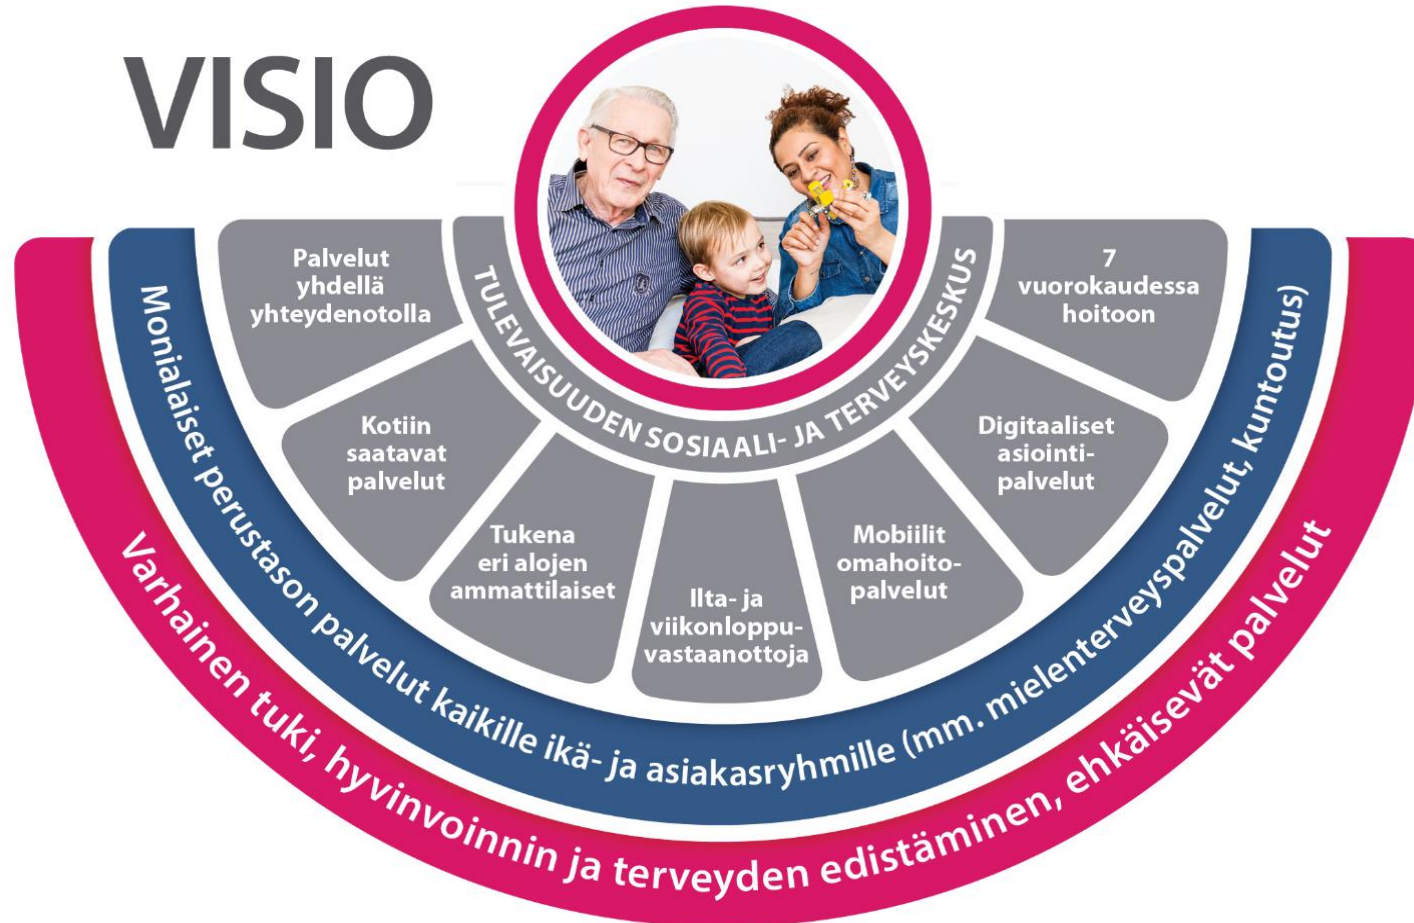 VISIO
TULEVAISUUDEN SOSIAALI- JA TERVEYSKESKUS
Palvelut
yhdellä
yhteydenotolla
Kotiin
saatavat
palvelut
Tukena
eri alojen
ammattilaiset
Ilta- ja
viikonloppu-
vastaanottoja
Mobiilit
omahoito-
palvelut
Digitaaliset
asiointi-
palvelut
7
vuorokaudessa
hoitoon
Monialaiset perustason palvelut kaikille ikä- ja asiakasryhmille (mm. mielenterveyspalvelut, kuntoutus)
Varhainen tuki, hyvinvoinnin ja terveyden edistäminen, ehkäisevät palvelut